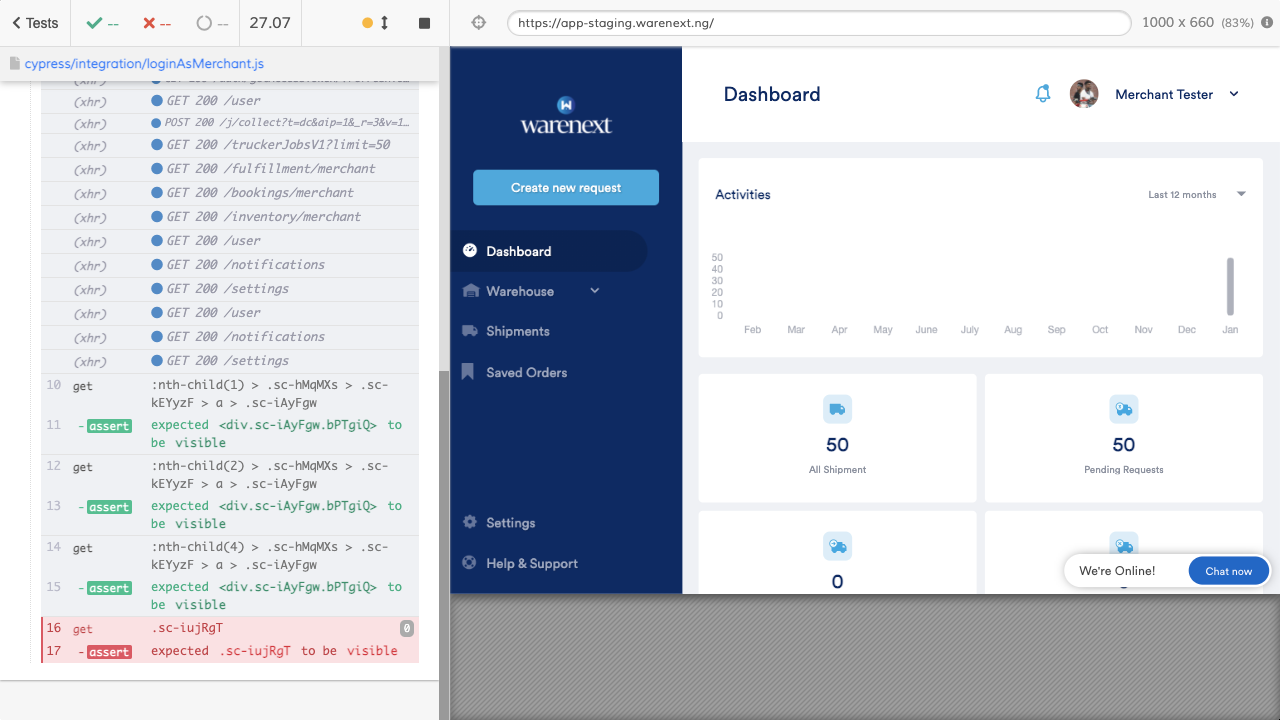 Tests
--
--
--
27.07
https://app-staging.warenext.ng/
1000 x 660 (83%)
cypress/integration/loginAsMerchant.js
(xhr) GET 200 /user
(xhr) POST 200 /j/collect?t=dc&aip=1&_r=3&v=1…
(xhr) GET 200 /truckerJobsV1?limit=50
(xhr) GET 200 /fulfillment/merchant
(xhr) GET 200 /bookings/merchant
(xhr) GET 200 /inventory/merchant
(xhr) GET 200 /user
(xhr) GET 200 /notifications
(xhr) GET 200 /settings
(xhr) GET 200 /user
(xhr) GET 200 /notifications
(xhr) GET 200 /settings
10 get :nth-child(1) > .sc-hMqMXs > .sc-
kEYyzF > a > .sc-iAyFgw
11 - assert expected <div.sc-iAyFgw.bPTgiQ> to
be visible
12 get :nth-child(2) > .sc-hMqMXs > .sc-
kEYyzF > a > .sc-iAyFgw
13 - assert expected <div.sc-iAyFgw.bPTgiQ> to
be visible
14 get :nth-child(4) > .sc-hMqMXs > .sc-
kEYyzF > a > .sc-iAyFgw
15 - assert expected <div.sc-iAyFgw.bPTgiQ> to
be visible
16 get .sc-iujRgT 0
17 - assert expected .sc-iujRgT to be visible
warenext
Create new request
Dashboard
Warehouse
Shipments
Saved Orders
Settings
Help & Support
Dashboard
Merchant Tester
Activities
Last 12 months
50
40
30
20
10
0
Feb Mar Apr May June July Aug Sep Oct Nov Dec Jan
50
All Shipment
50
Pending Requests
0
We're Online!
Chat now